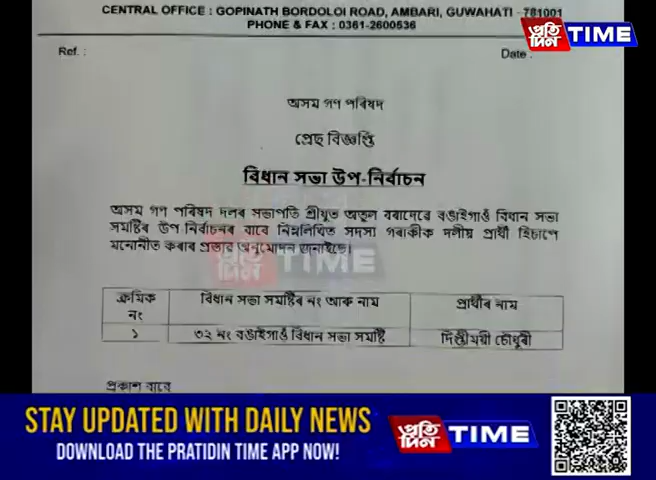 CENTRAL OFFICE : GOPINATH BORDOLOI ROAD, AMBARI, GUWAHATI - 781001
PHONE & FAX : 0361-2600536
প্ৰতিদিন TIME
Ref. :
Date :
অসম গণ পৰিষদ
প্ৰেছ বিজ্ঞপ্তি
বিধান সভা উপ-নিৰ্বাচন
অসম গণ পৰিষদ দলৰ সভাপতি শ্ৰীযুত অতুল বৰাদেৱে বঙাইগাওঁ বিধান সভা
সমষ্টিৰ উপ নিৰ্বাচনৰ বাবে নিম্নলিখিত সদস্য গৰাকীক দলীয় প্ৰাৰ্থী হিচাপে
মনোনীত কৰাৰ প্ৰস্তাৱ অনুমোদন জনাইছে।
প্ৰতিদিন TIME
ক্ৰমিক নং
বিধান সভা সমষ্টিৰ নং আৰু নাম
প্ৰাৰ্থীৰ নাম
১
৩২ নং বঙাইগাওঁ বিধান সভা সমষ্টি
দিপ্তীময়ী চৌধুৰী
প্ৰকাশ বাবে
STAY UPDATED WITH DAILY NEWS
DOWNLOAD THE PRATIDIN TIME APP NOW!
প্ৰতিদিন TIME